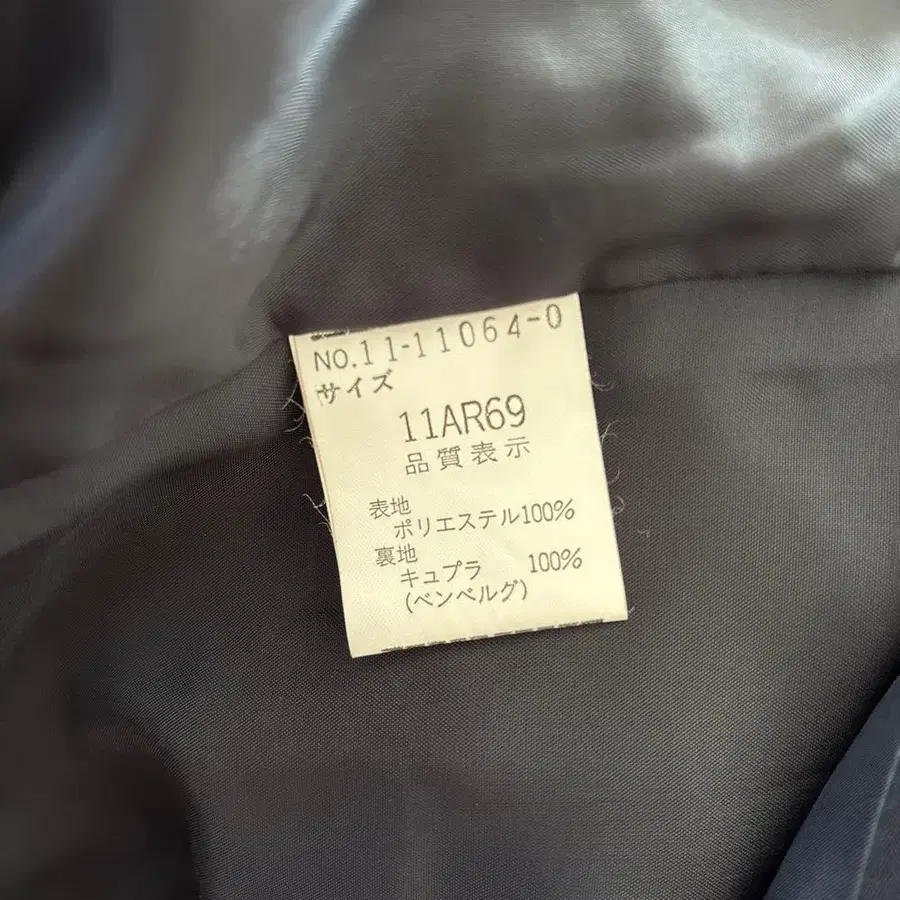 NO.11-11064-0
サイズ
11AR69
品質表示
表地
ポリエステル100%
裏地
キュプラ 100%
(ベンベルグ)